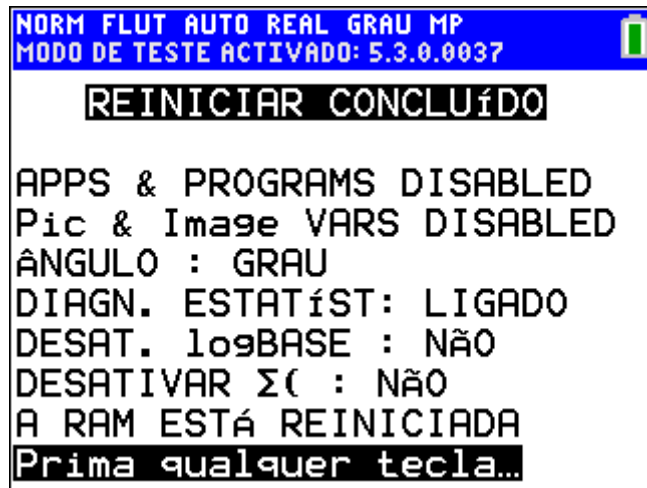 NORM FLUT AUTO REAL GRAU MP
MODO DE TESTE ACTIVADO: 5.3.0.0037
REINICIAR CONCLUíDO
APPS & PROGRAMS DISABLED
Pic & Image VARS DISABLED
ÂNGULO : GRAU
DIAGN. ESTATíST: LIGADO
DESAT. logBASE : NÃO
DESATIVAR Σ( : NÃO
A RAM ESTÁ REINICIADA
Prima qualquer tecla…